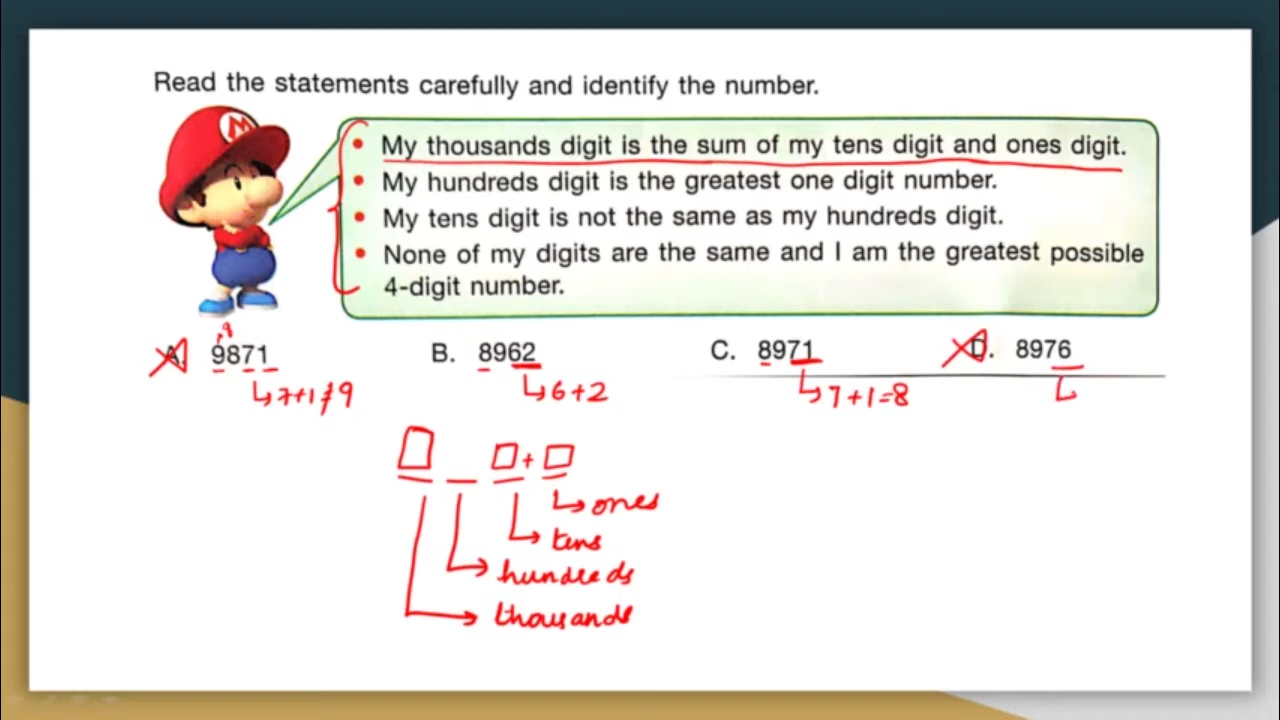 Read the statements carefully and identify the number.
M
• My thousands digit is the sum of my tens digit and ones digit.
• My hundreds digit is the greatest one digit number.
• My tens digit is not the same as my hundreds digit.
• None of my digits are the same and I am the greatest possible
4-digit number.
9
A. 9871 B. 8962 C. 8971 D. 8976
↳7+1≠9 ↳6+2 ↳7+1=8
□ □+□
ones
tens
hundreds
thousands